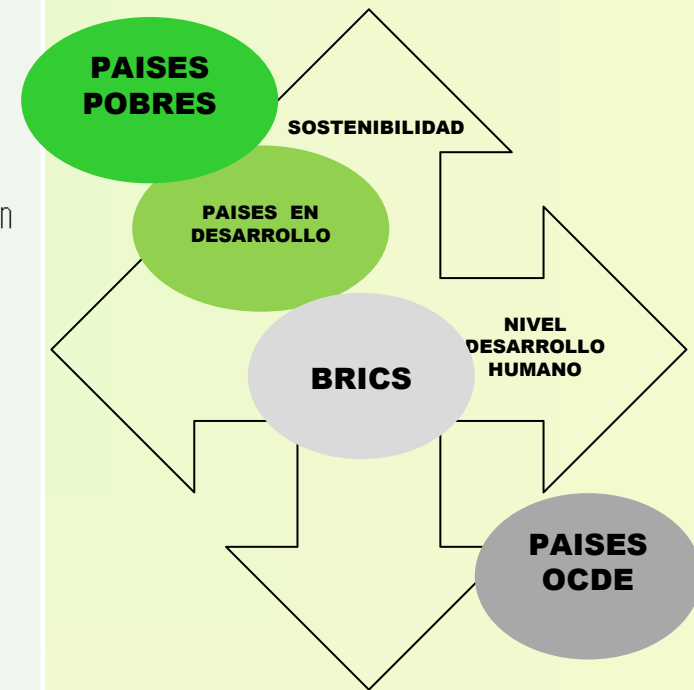 PAISES
POBRES
SOSTENIBILIDAD
n
PAISES EN
DESARROLLO
NIVEL
DESARROLLO
HUMANO
BRICS
PAISES
OCDE